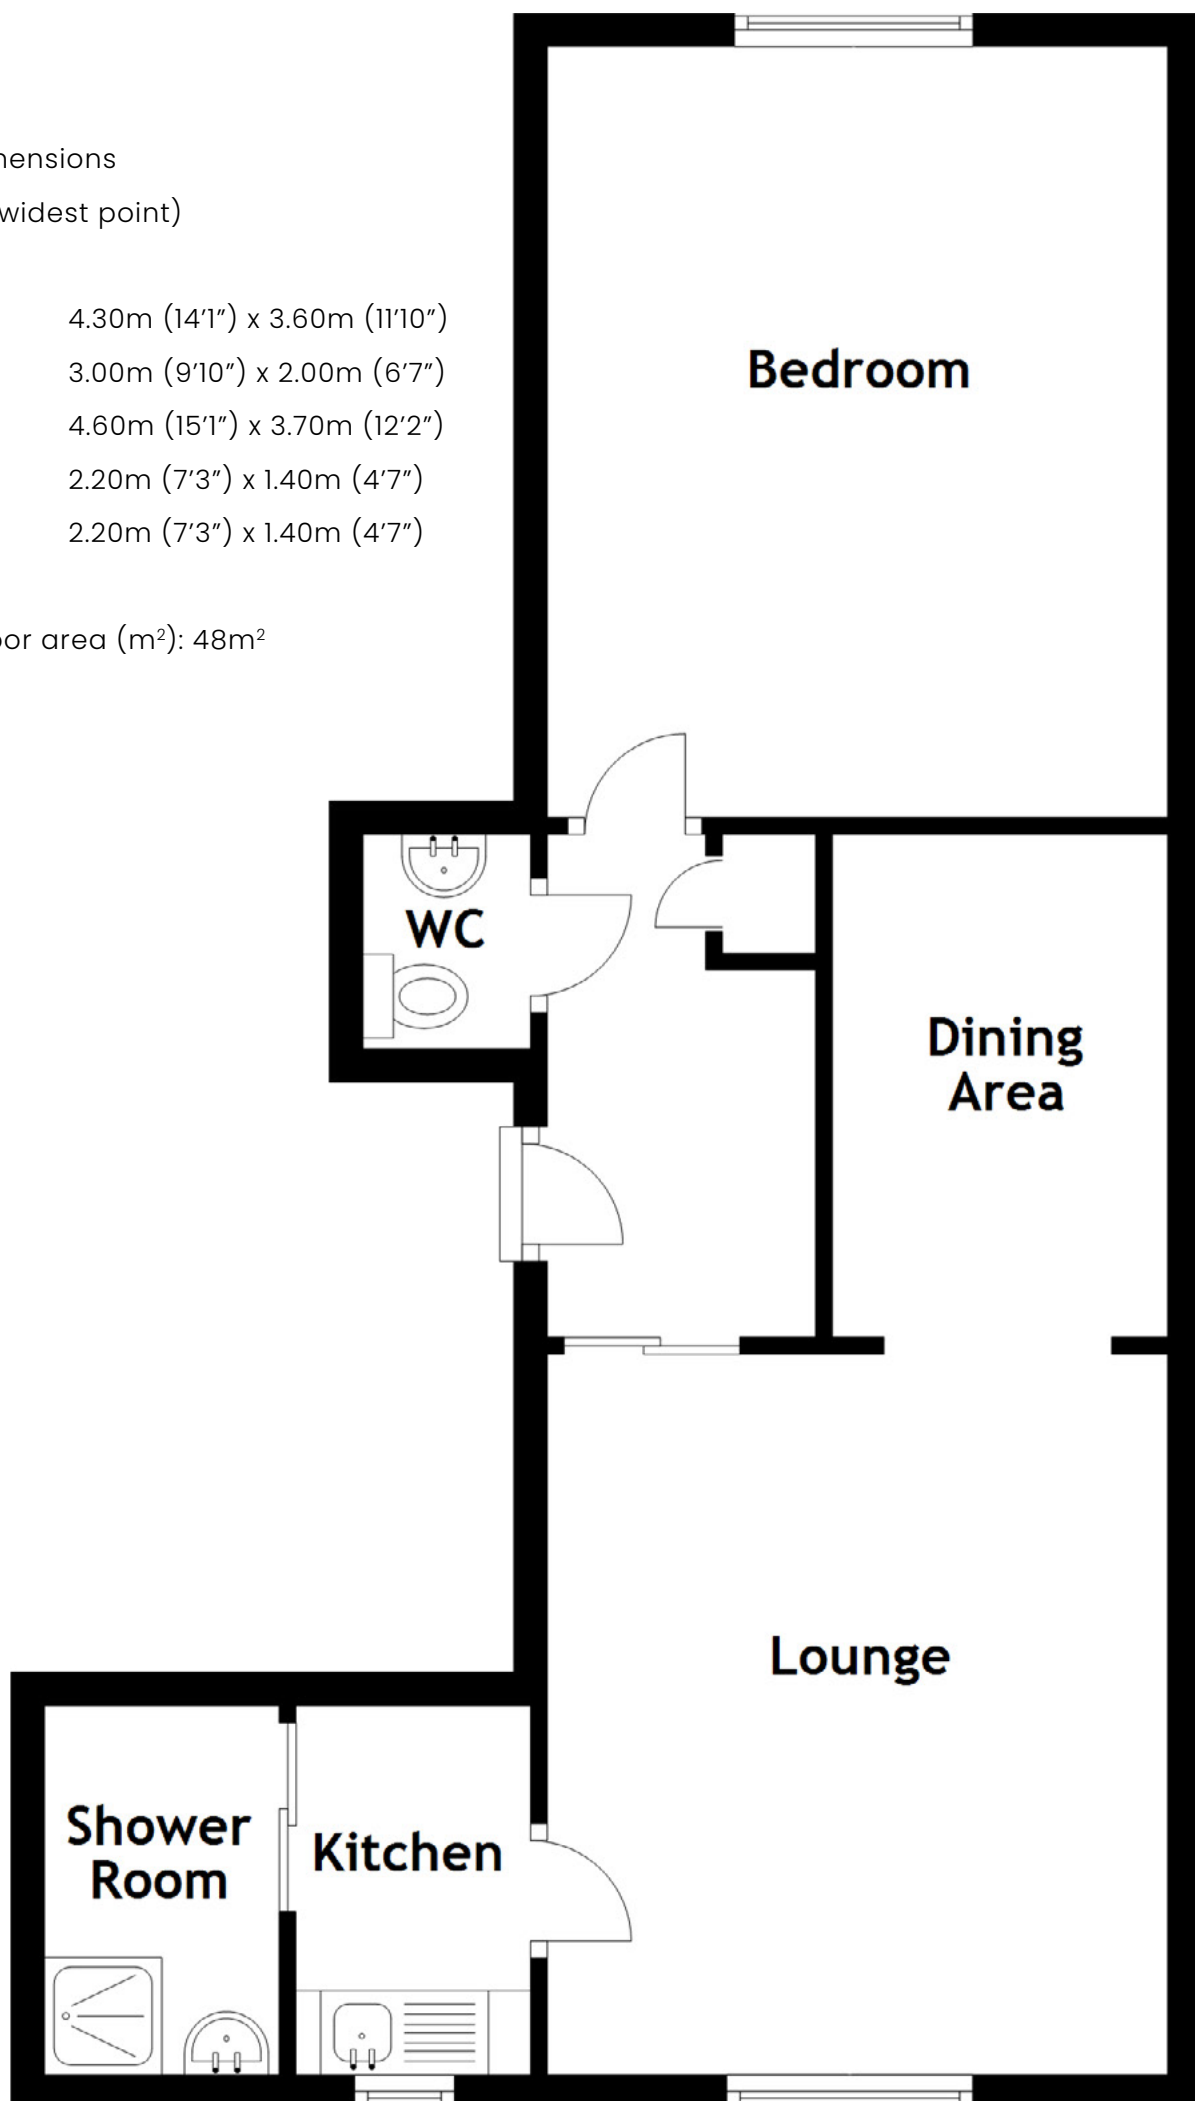 mensions
widest point)
4.30m (14'1") x 3.60m (11'10")
3.00m (9'10") x 2.00m (6'7")
4.60m (15'1") x 3.70m (12'2")
2.20m (7'3") x 1.40m (4'7")
2.20m (7'3") x 1.40m (4'7")
oor area (m²): 48m²
Bedroom
WC
Dining
Area
Lounge
Shower
Room
Kitchen